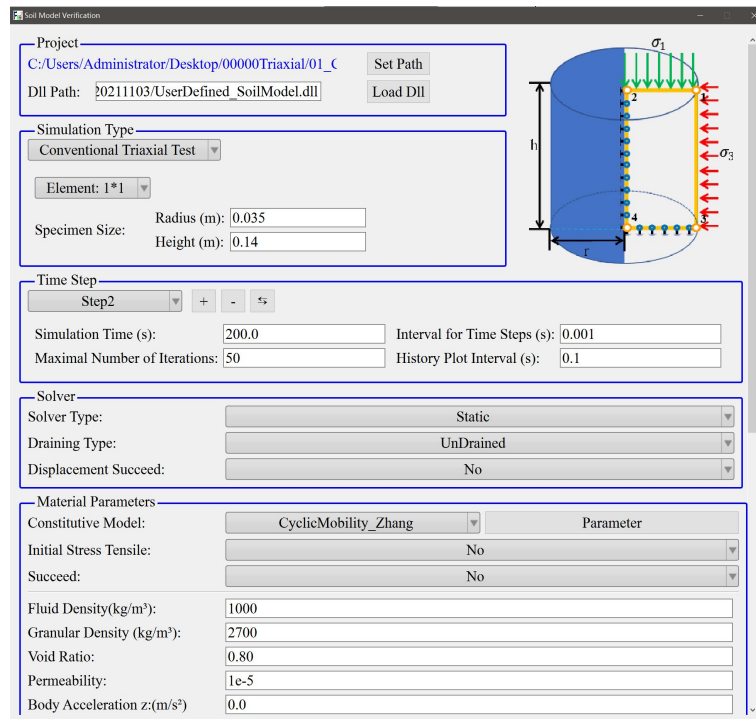 Soil Model Verification
Project
C:/Users/Administrator/Desktop/00000Triaxial/01_C
Set Path
Dll Path: 20211103/UserDefined_SoilModel.dll
Load Dll
Simulation Type
Conventional Triaxial Test
Element: 1*1
Specimen Size:
Radius (m): 0.035
Height (m): 0.14
σ1
2
1
h
σ3
4
3
r
Time Step
Step2
+ - ⇆
Simulation Time (s): 200.0 Interval for Time Steps (s): 0.001
Maximal Number of Iterations: 50 History Plot Interval (s): 0.1
Solver
Solver Type: Static
Draining Type: UnDrained
Displacement Succeed: No
Material Parameters
Constitutive Model: CyclicMobility_Zhang Parameter
Initial Stress Tensile: No
Succeed: No
Fluid Density(kg/m³): 1000
Granular Density (kg/m³): 2700
Void Ratio: 0.80
Permeability: 1e-5
Body Acceleration z:(m/s²) 0.0